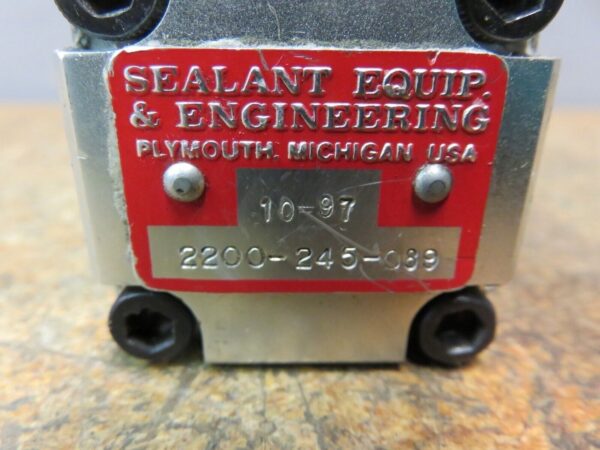 SEALANT EQUIP.
& ENGINEERING
PLYMOUTH, MICHIGAN USA
10-97
2200-245-089